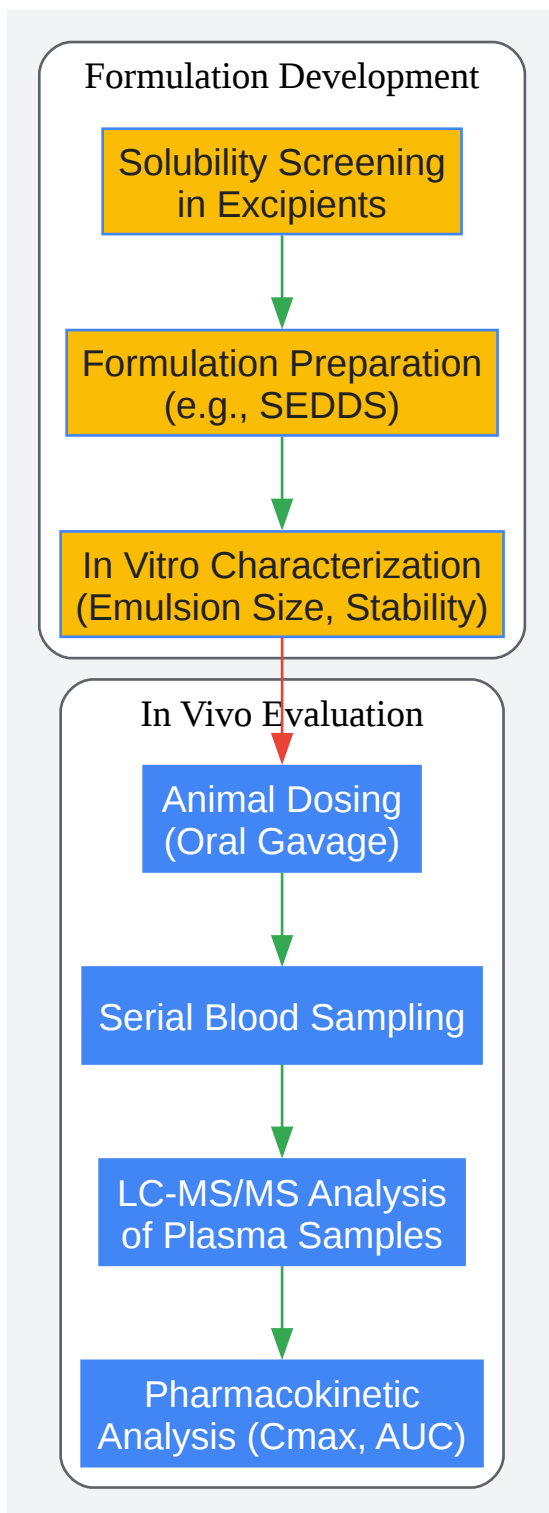 Formulation Development
Solubility Screening
in Excipients
Formulation Preparation
(e.g., SEDDS)
In Vitro Characterization
(Emulsion Size, Stability)
In Vivo Evaluation
Animal Dosing
(Oral Gavage)
Serial Blood Sampling
LC-MS/MS Analysis
of Plasma Samples
Pharmacokinetic
Analysis (Cmax, AUC)